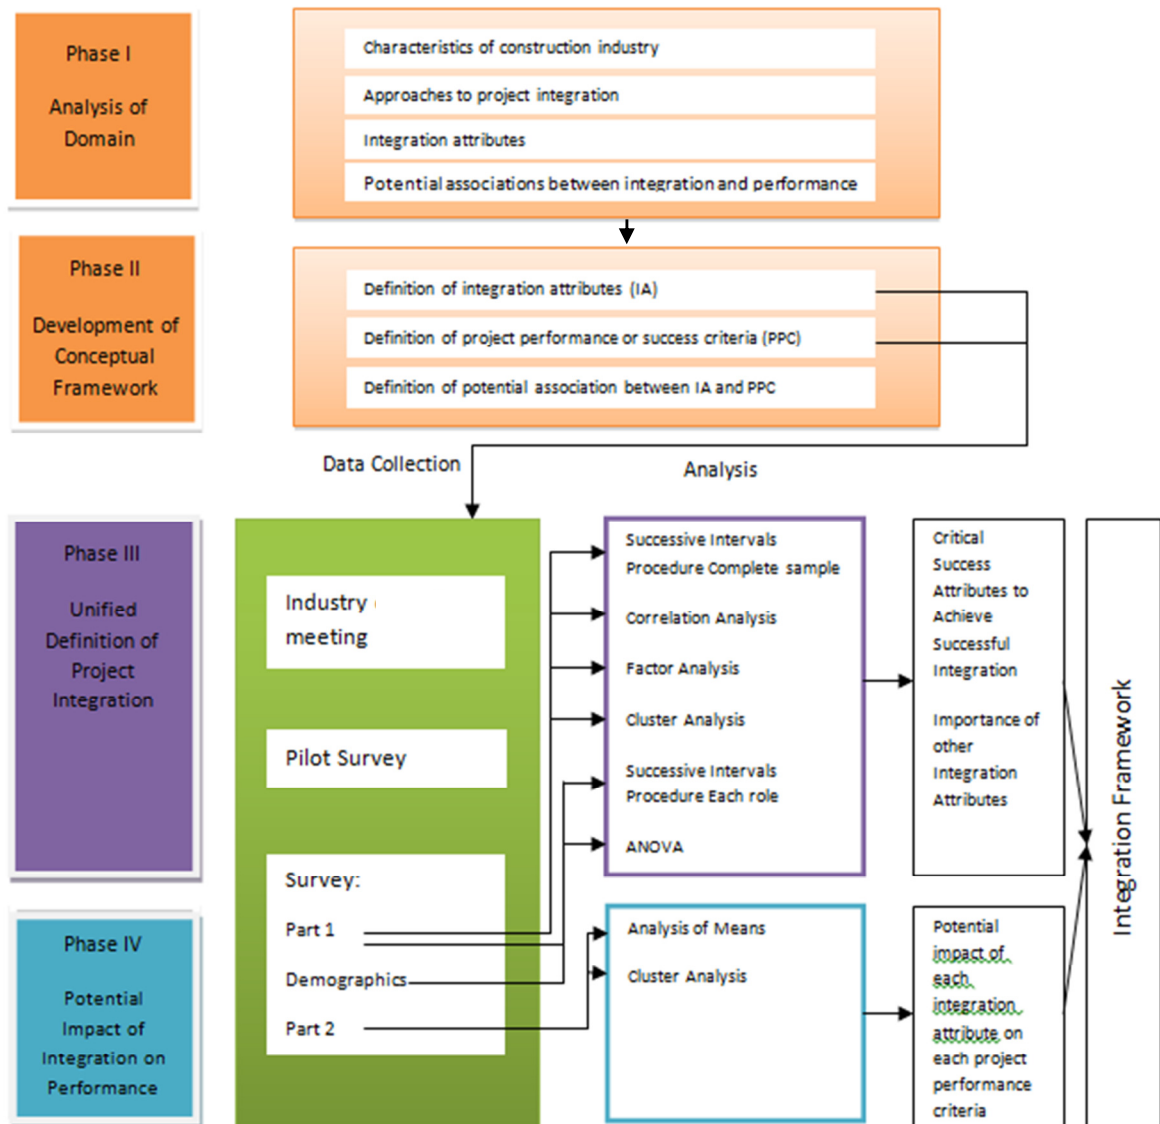 Phase I
Analysis of
Domain
Characteristics of construction industry
Approaches to project integration
Integration attributes
Potential associations between integration and performance
Phase II
Development of
Conceptual
Framework
Definition of integration attributes (IA)
Definition of project performance or success criteria (PPC)
Definition of potential association between IA and PPC
Data Collection
Analysis
Phase III
Unified
Definition of
Project
Integration
Industry
meeting
Pilot Survey
Survey:
Part 1
Demographics
Part 2
Successive Intervals
Procedure Complete sample
Correlation Analysis
Factor Analysis
Cluster Analysis
Successive Intervals
Procedure Each role
ANOVA
Critical
Success
Attributes to
Achieve
Successful
Integration
Importance of
other
Integration
Attributes
Integration Framework
Phase IV
Potential
Impact of
Integration on
Performance
Analysis of Means
Cluster Analysis
Potential
impact of
each
integration
attribute on
each project
performance
criteria